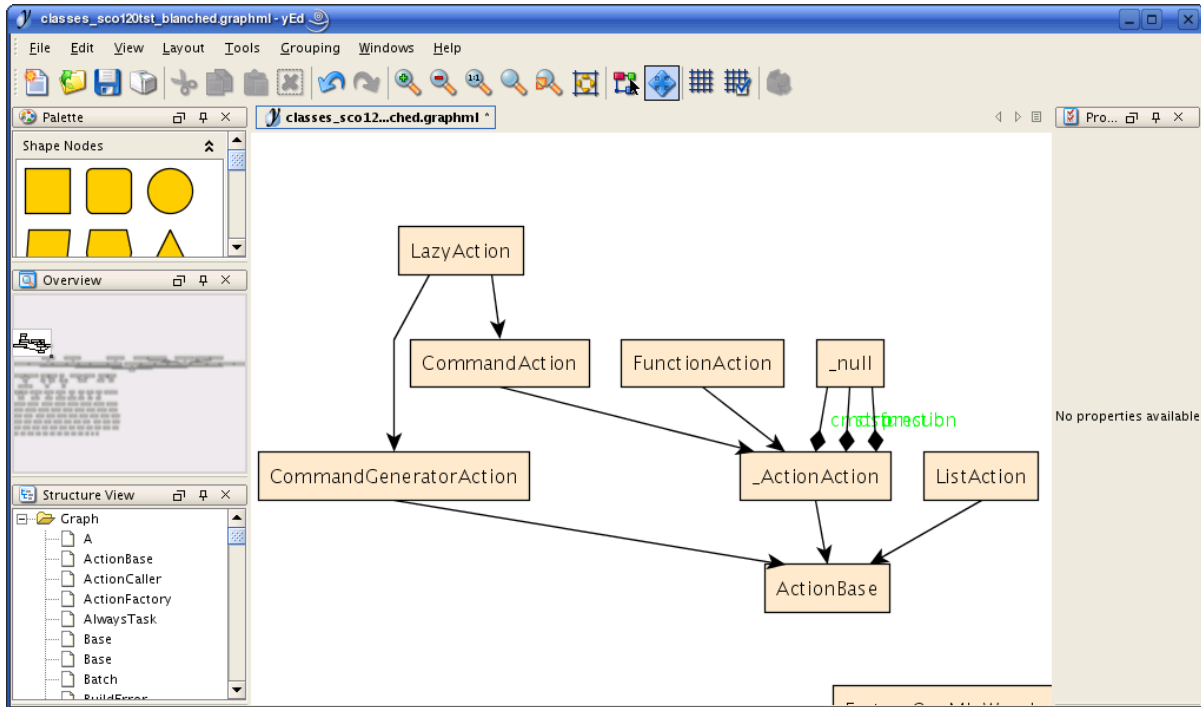 classes_sco120tst_blanched.graphml - yEd
File Edit View Layout Tools Grouping Windows Help
Palette
classes_sco12...ched.graphml *
Pro...
Shape Nodes
LazyAction
Overview
CommandAction FunctionAction _null
No properties available
CommandGeneratorAction _ActionAction ListAction
Structure View
Graph
A
ActionBase
ActionCaller
ActionFactory
AlwaysTask
Base
Base
Batch
BuildError
ActionBase